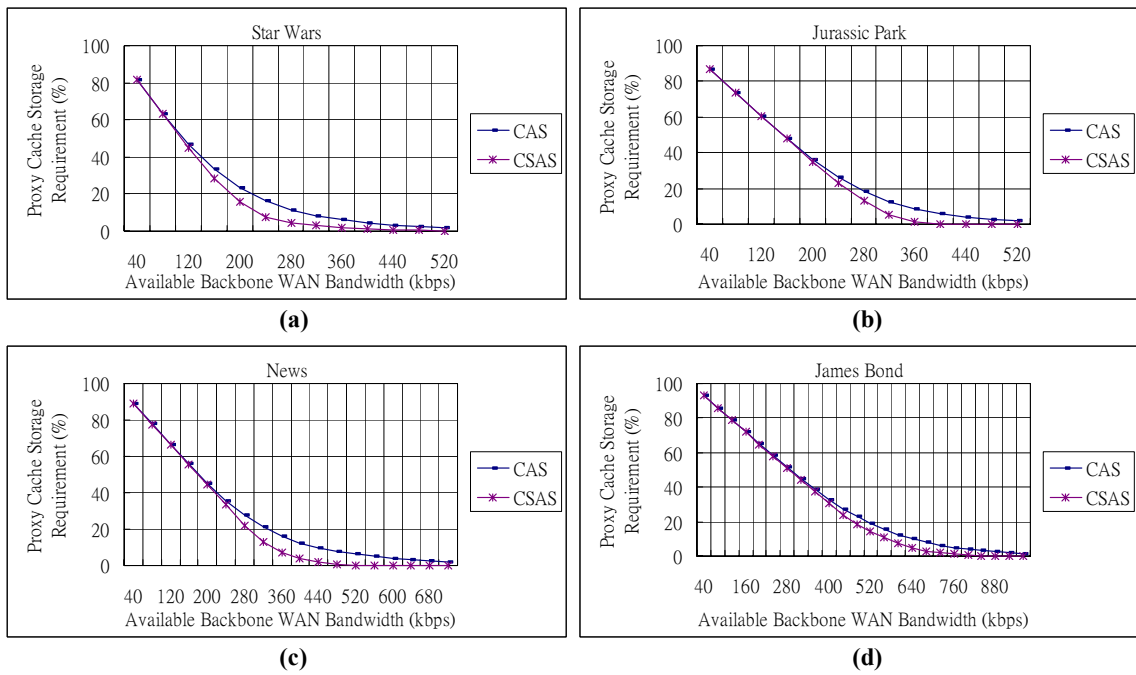 Star Wars
Proxy Cache Storage
Requirement (%)
100
80
60
40
20
0
40 120 200 280 360 440 520
Available Backbone WAN Bandwidth (kbps)
CAS
CSAS
(a)
Jurassic Park
Proxy Cache Storage
Requirement (%)
100
80
60
40
20
0
40 120 200 280 360 440 520
Available Backbone WAN Bandwidth (kbps)
CAS
CSAS
(b)
News
Proxy Cache Storage
Requirement (%)
100
80
60
40
20
0
40 120 200 280 360 440 520 600 680
Available Backbone WAN Bandwidth (kbps)
CAS
CSAS
(c)
James Bond
Proxy Cache Storage
Requirement (%)
100
80
60
40
20
0
40 160 280 400 520 640 760 880
Available Backbone WAN Bandwidth (kbps)
CAS
CSAS
(d)